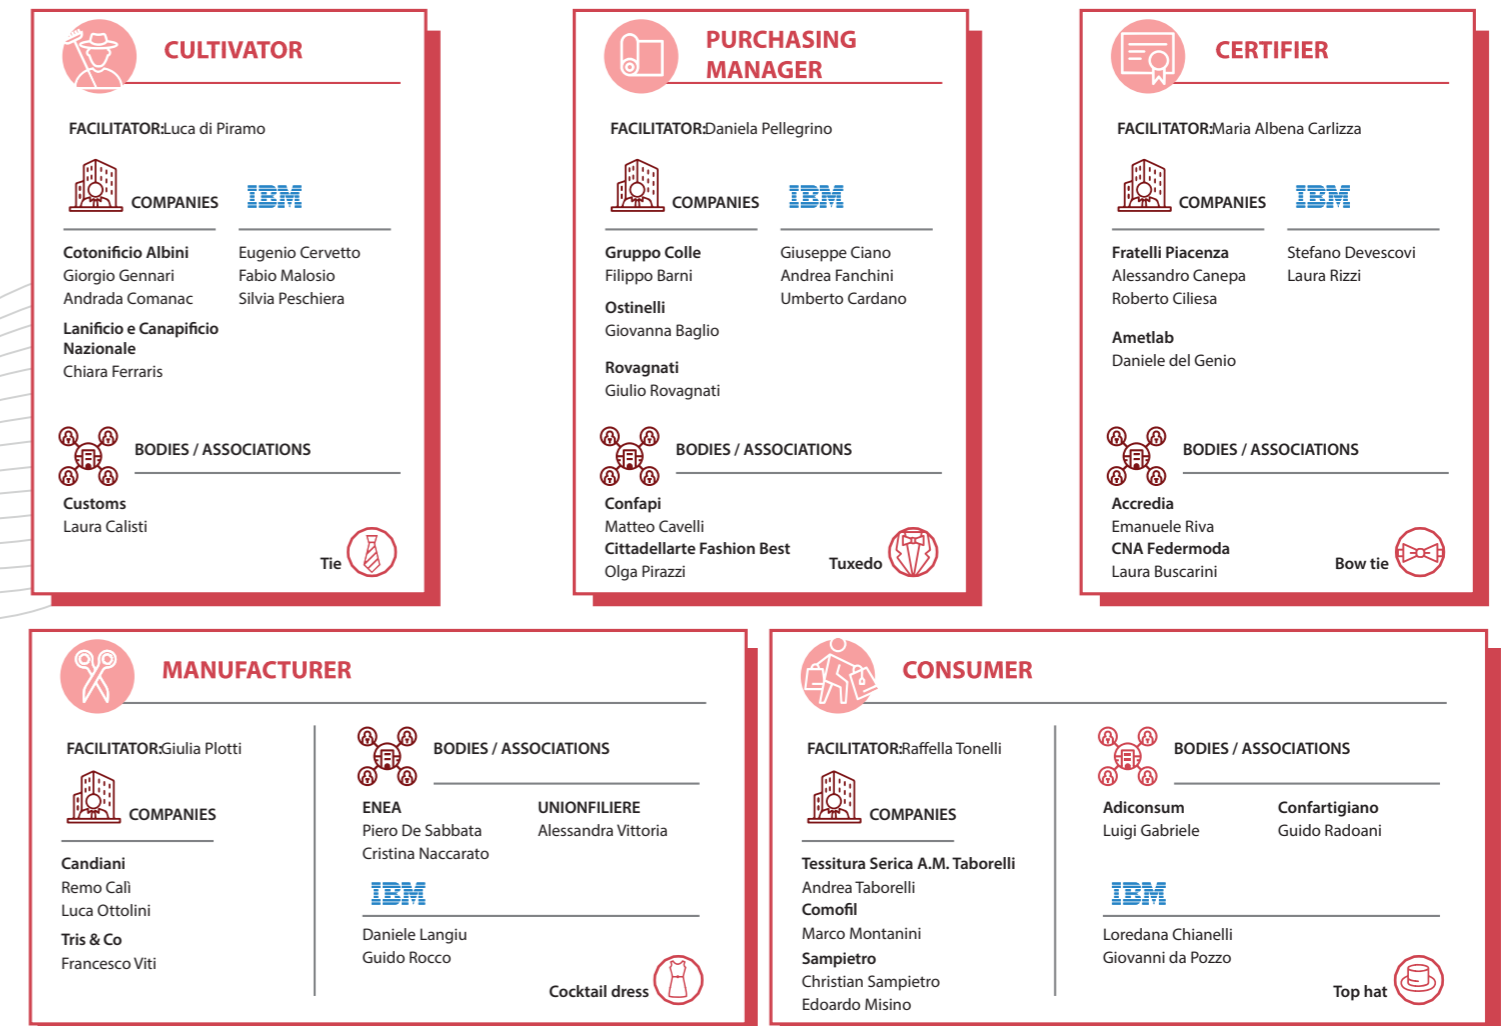 CULTIVATOR
FACILITATOR:Luca di Piramo
COMPANIES
IBM
Cotonificio Albini
Giorgio Gennari
Andrada Comanac
Lanificio e Canapificio
Nazionale
Chiara Ferraris
Eugenio Cervetto
Fabio Malosio
Silvia Peschiera
BODIES / ASSOCIATIONS
Customs
Laura Calisti
Tie
PURCHASING
MANAGER
FACILITATOR:Daniela Pellegrino
COMPANIES
IBM
Gruppo Colle
Filippo Barni
Ostinelli
Giovanna Baglio
Rovagnati
Giulio Rovagnati
Giuseppe Ciano
Andrea Fanchini
Umberto Cardano
BODIES / ASSOCIATIONS
Confapi
Matteo Cavelli
Cittadellarte Fashion Best
Olga Pirazzi
Tuxedo
CERTIFIER
FACILITATOR:Maria Albena Carlizza
COMPANIES
IBM
Fratelli Piacenza
Alessandro Canepa
Roberto Ciliesa
Ametlab
Daniele del Genio
Stefano Devescovi
Laura Rizzi
BODIES / ASSOCIATIONS
Accredia
Emanuele Riva
CNA Federmoda
Laura Buscarini
Bow tie
MANUFACTURER
FACILITATOR:Giulia Plotti
COMPANIES
Candiani
Remo Calì
Luca Ottolini
Tris & Co
Francesco Viti
BODIES / ASSOCIATIONS
ENEA
Piero De Sabbata
Cristina Naccarato
UNIONFILIERE
Alessandra Vittoria
IBM
Daniele Langiu
Guido Rocco
Cocktail dress
CONSUMER
FACILITATOR:Raffella Tonelli
COMPANIES
Tessitura Serica A.M. Taborelli
Andrea Taborelli
Comofil
Marco Montanini
Sampietro
Christian Sampietro
Edoardo Misino
BODIES / ASSOCIATIONS
Adiconsum
Luigi Gabriele
Confartigiano
Guido Radoani
IBM
Loredana Chianelli
Giovanni da Pozzo
Top hat